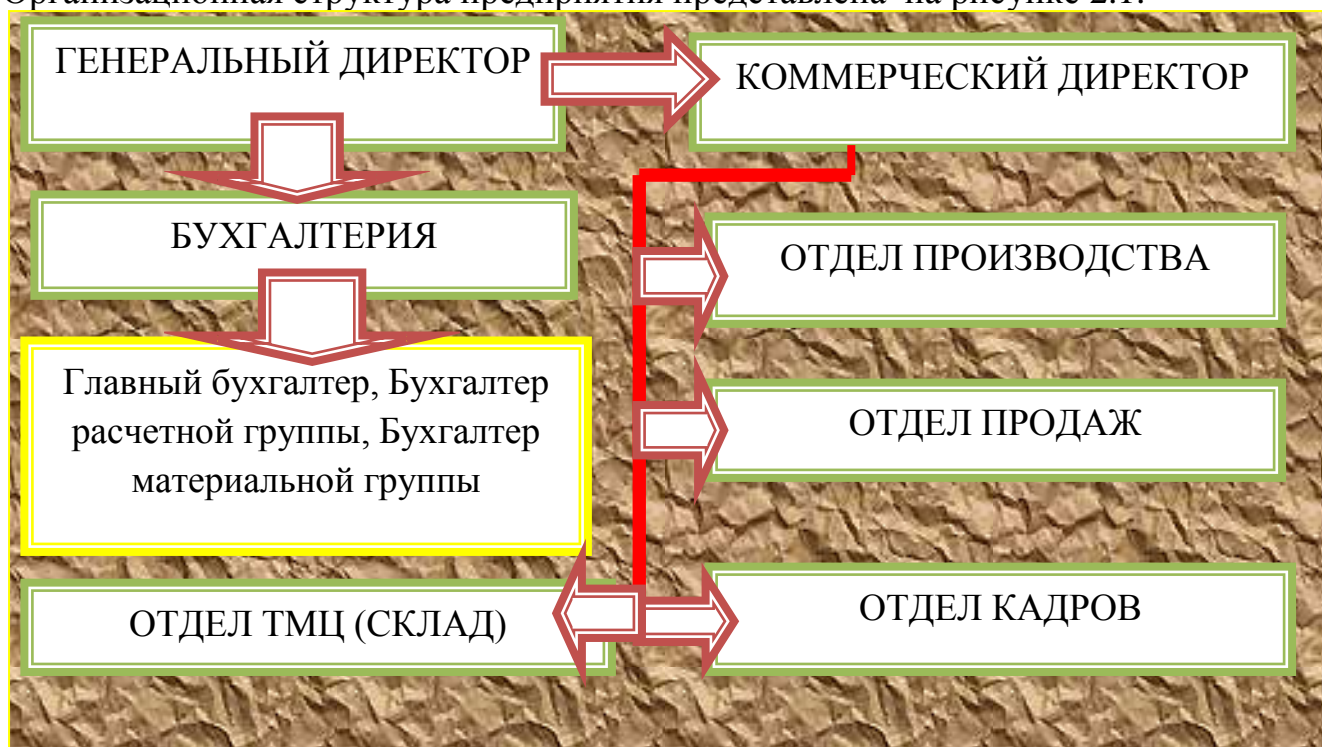 Организационная структура предприятия представлена на рисунке 2.1.
ГЕНЕРАЛЬНЫЙ ДИРЕКТОР
КОММЕРЧЕСКИЙ ДИРЕКТОР
БУХГАЛТЕРИЯ
ОТДЕЛ ПРОИЗВОДСТВА
Главный бухгалтер, Бухгалтер
расчетной группы, Бухгалтер
материальной группы
ОТДЕЛ ПРОДАЖ
ОТДЕЛ ТМЦ (СКЛАД)
ОТДЕЛ КАДРОВ